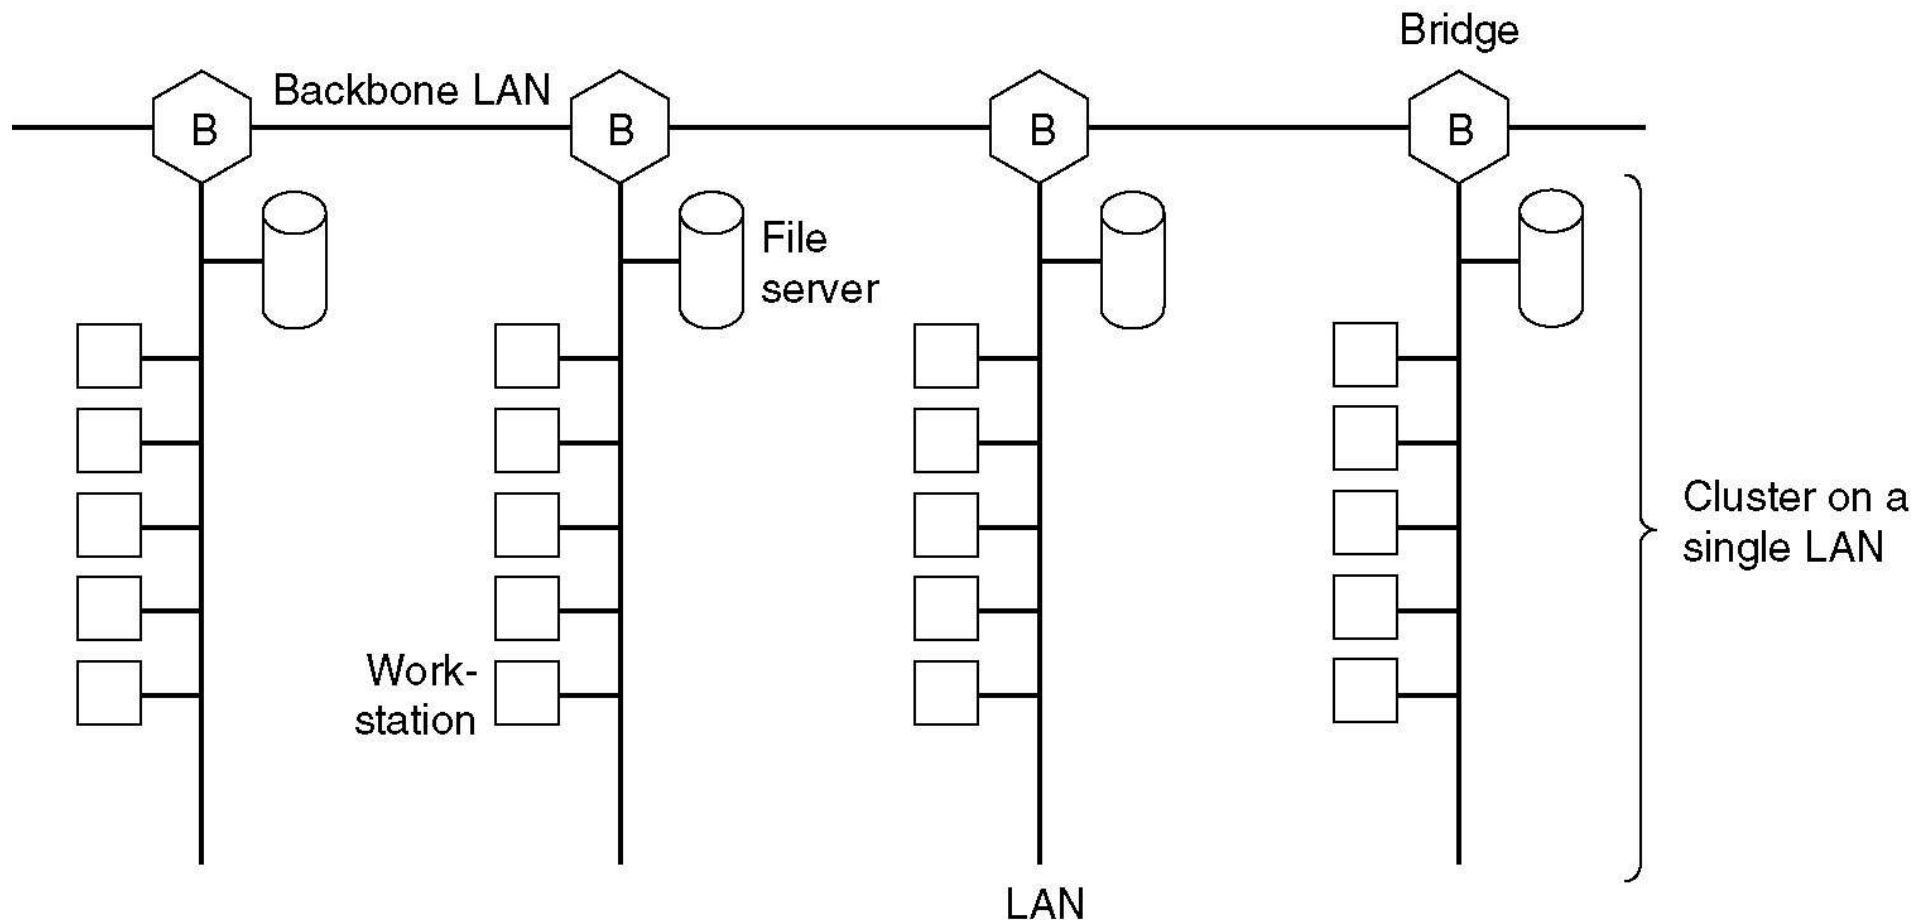 Bridge
Backbone LAN
B
B
B
B
File
server
Work-
station
Cluster on a
single LAN
LAN